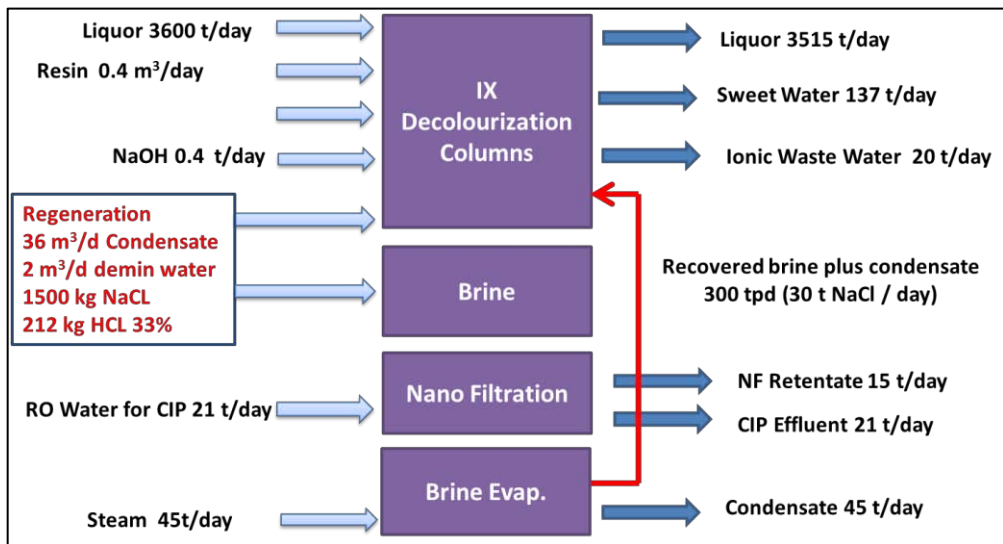 Liquor 3600 t/day
Resin 0.4 m³/day
NaOH 0.4 t/day
Regeneration
36 m³/d Condensate
2 m³/d demin water
1500 kg NaCL
212 kg HCL 33%
RO Water for CIP 21 t/day
Steam 45t/day
IX
Decolourization
Columns
Brine
Nano Filtration
Brine Evap.
Liquor 3515 t/day
Sweet Water 137 t/day
Ionic Waste Water 20 t/day
Recovered brine plus condensate
300 tpd (30 t NaCl / day)
NF Retentate 15 t/day
CIP Effluent 21 t/day
Condensate 45 t/day